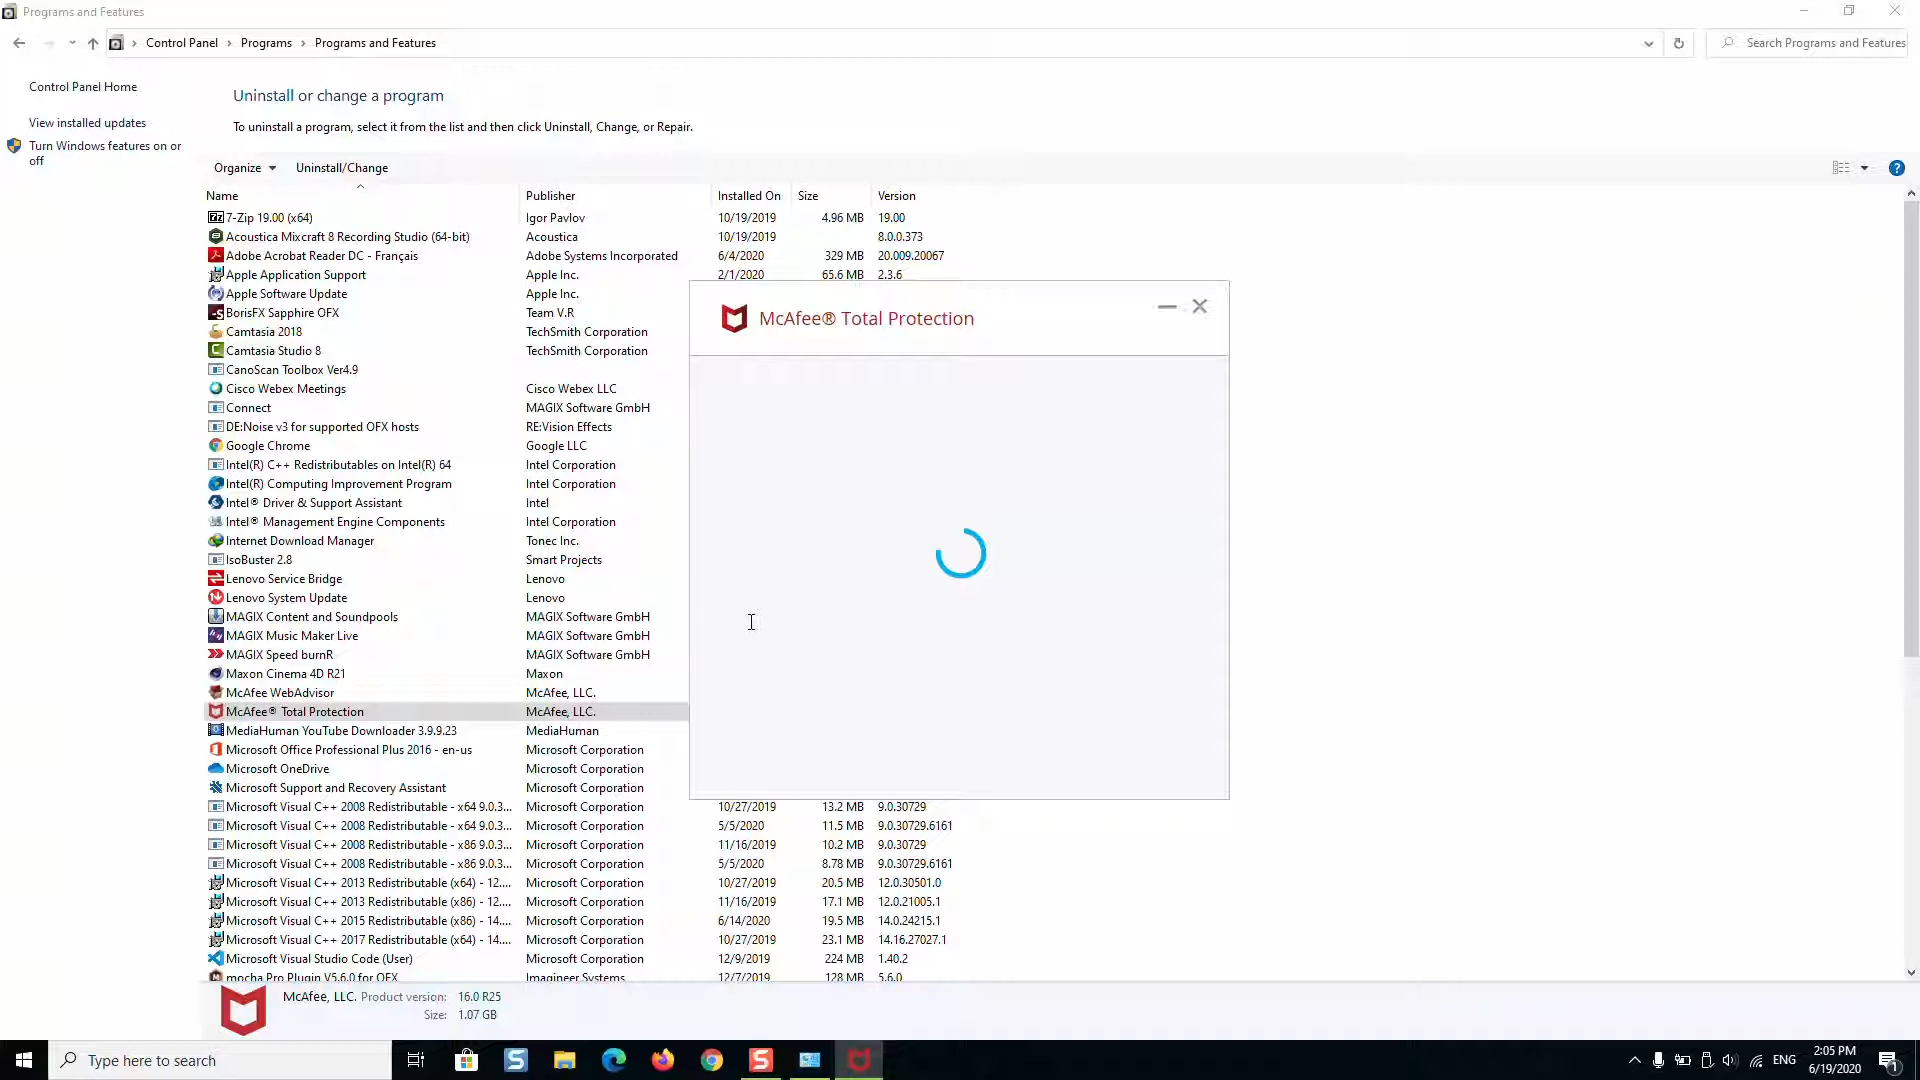 Programs and Features
Control Panel Programs Programs and Features
Search Programs and Features
Control Panel Home
View installed updates
Turn Windows features on or
off
Uninstall or change a program
To uninstall a program, select it from the list and then click Uninstall, Change, or Repair.
Organize Uninstall/Change
Name Publisher Installed On Size Version
7-Zip 19.00 (x64) Igor Pavlov 10/19/2019 4.96 MB 19.00
Acoustica Mixcraft 8 Recording Studio (64-bit) Acoustica 10/19/2019 8.0.0.373
Adobe Acrobat Reader DC - Français Adobe Systems Incorporated 6/4/2020 329 MB 20.009.20067
Apple Application Support Apple Inc. 2/1/2020 65.6 MB 2.3.6
Apple Software Update Apple Inc.
BorisFX Sapphire OFX Team V.R
Camtasia 2018 TechSmith Corporation
Camtasia Studio 8 TechSmith Corporation
CanoScan Toolbox Ver4.9
Cisco Webex Meetings Cisco Webex LLC
Connect MAGIX Software GmbH
DE:Noise v3 for supported OFX hosts RE:Vision Effects
Google Chrome Google LLC
Intel(R) C++ Redistributables on Intel(R) 64 Intel Corporation
Intel(R) Computing Improvement Program Intel Corporation
Intel® Driver & Support Assistant Intel
Intel® Management Engine Components Intel Corporation
Internet Download Manager Tonec Inc.
IsoBuster 2.8 Smart Projects
Lenovo Service Bridge Lenovo
Lenovo System Update Lenovo
MAGIX Content and Soundpools MAGIX Software GmbH
MAGIX Music Maker Live MAGIX Software GmbH
MAGIX Speed burnR MAGIX Software GmbH
Maxon Cinema 4D R21 Maxon
McAfee WebAdvisor McAfee, LLC.
McAfee® Total Protection McAfee, LLC.
MediaHuman YouTube Downloader 3.9.9.23 MediaHuman
Microsoft Office Professional Plus 2016 - en-us Microsoft Corporation
Microsoft OneDrive Microsoft Corporation
Microsoft Support and Recovery Assistant Microsoft Corporation
Microsoft Visual C++ 2008 Redistributable - x64 9.0.3... Microsoft Corporation 10/27/2019 13.2 MB 9.0.30729
Microsoft Visual C++ 2008 Redistributable - x64 9.0.3... Microsoft Corporation 5/5/2020 11.5 MB 9.0.30729.6161
Microsoft Visual C++ 2008 Redistributable - x86 9.0.3... Microsoft Corporation 11/16/2019 10.2 MB 9.0.30729
Microsoft Visual C++ 2008 Redistributable - x86 9.0.3... Microsoft Corporation 5/5/2020 8.78 MB 9.0.30729.6161
Microsoft Visual C++ 2013 Redistributable (x64) - 12.... Microsoft Corporation 10/27/2019 20.5 MB 12.0.30501.0
Microsoft Visual C++ 2013 Redistributable (x86) - 12.... Microsoft Corporation 11/16/2019 17.1 MB 12.0.21005.1
Microsoft Visual C++ 2015 Redistributable (x86) - 14.... Microsoft Corporation 6/14/2020 19.5 MB 14.0.24215.1
Microsoft Visual C++ 2017 Redistributable (x64) - 14.... Microsoft Corporation 10/27/2019 23.1 MB 14.16.27027.1
Microsoft Visual Studio Code (User) Microsoft Corporation 12/9/2019 224 MB 1.40.2
mocha Pro Plugin V5.6.0 for OFX Imagineer Systems 12/7/2019 128 MB 5.6.0
McAfee® Total Protection
McAfee, LLC. Product version: 16.0 R25
Size: 1.07 GB
Type here to search
ENG
2:05 PM
6/19/2020
1